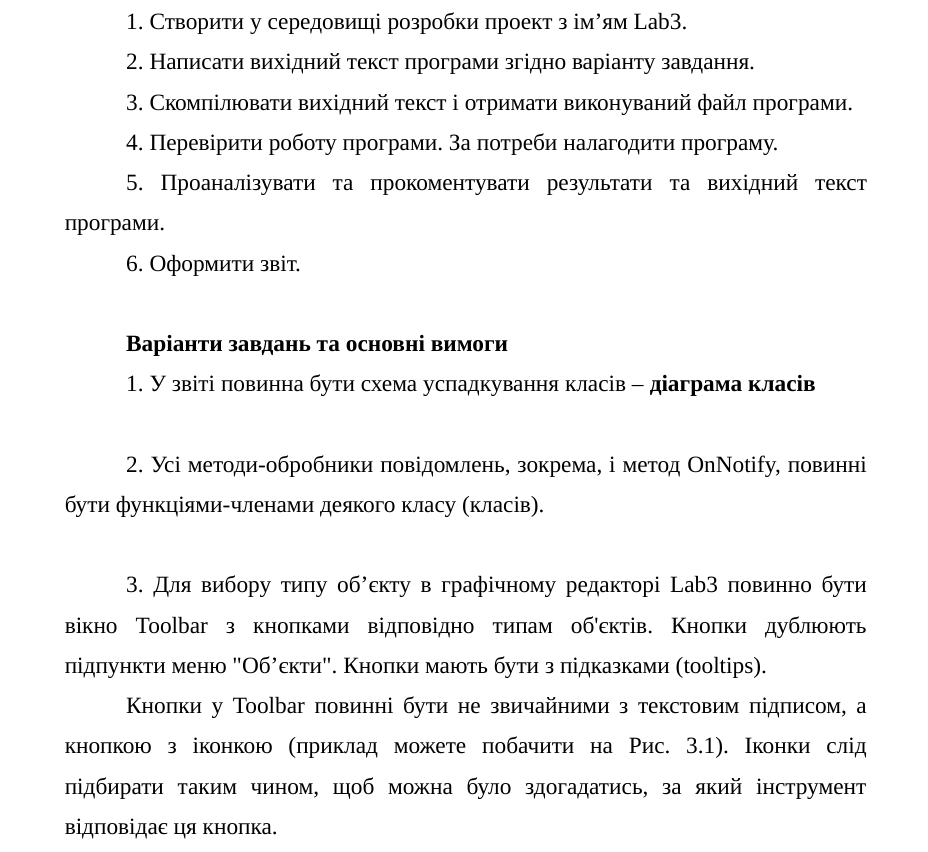 1. Створити у середовищі розробки проект з ім’ям Lab3.
2. Написати вихідний текст програми згідно варіанту завдання.
3. Скомпілювати вихідний текст і отримати виконуваний файл програми.
4. Перевірити роботу програми. За потреби налагодити програму.
5. Проаналізувати та прокоментувати результати та вихідний текст
програми.
6. Оформити звіт.
Варіанти завдань та основні вимоги
1. У звіті повинна бути схема успадкування класів – діаграма класів
2. Усі методи-обробники повідомлень, зокрема, і метод OnNotify, повинні
бути функціями-членами деякого класу (класів).
3. Для вибору типу об’єкту в графічному редакторі Lab3 повинно бути
вікно Toolbar з кнопками відповідно типам об'єктів. Кнопки дублюють
підпункти меню "Об’єкти". Кнопки мають бути з підказками (tooltips).
Кнопки у Toolbar повинні бути не звичайними з текстовим підписом, а
кнопкою з іконкою (приклад можете побачити на Рис. 3.1). Іконки слід
підбирати таким чином, щоб можна було здогадатись, за який інструмент
відповідає ця кнопка.